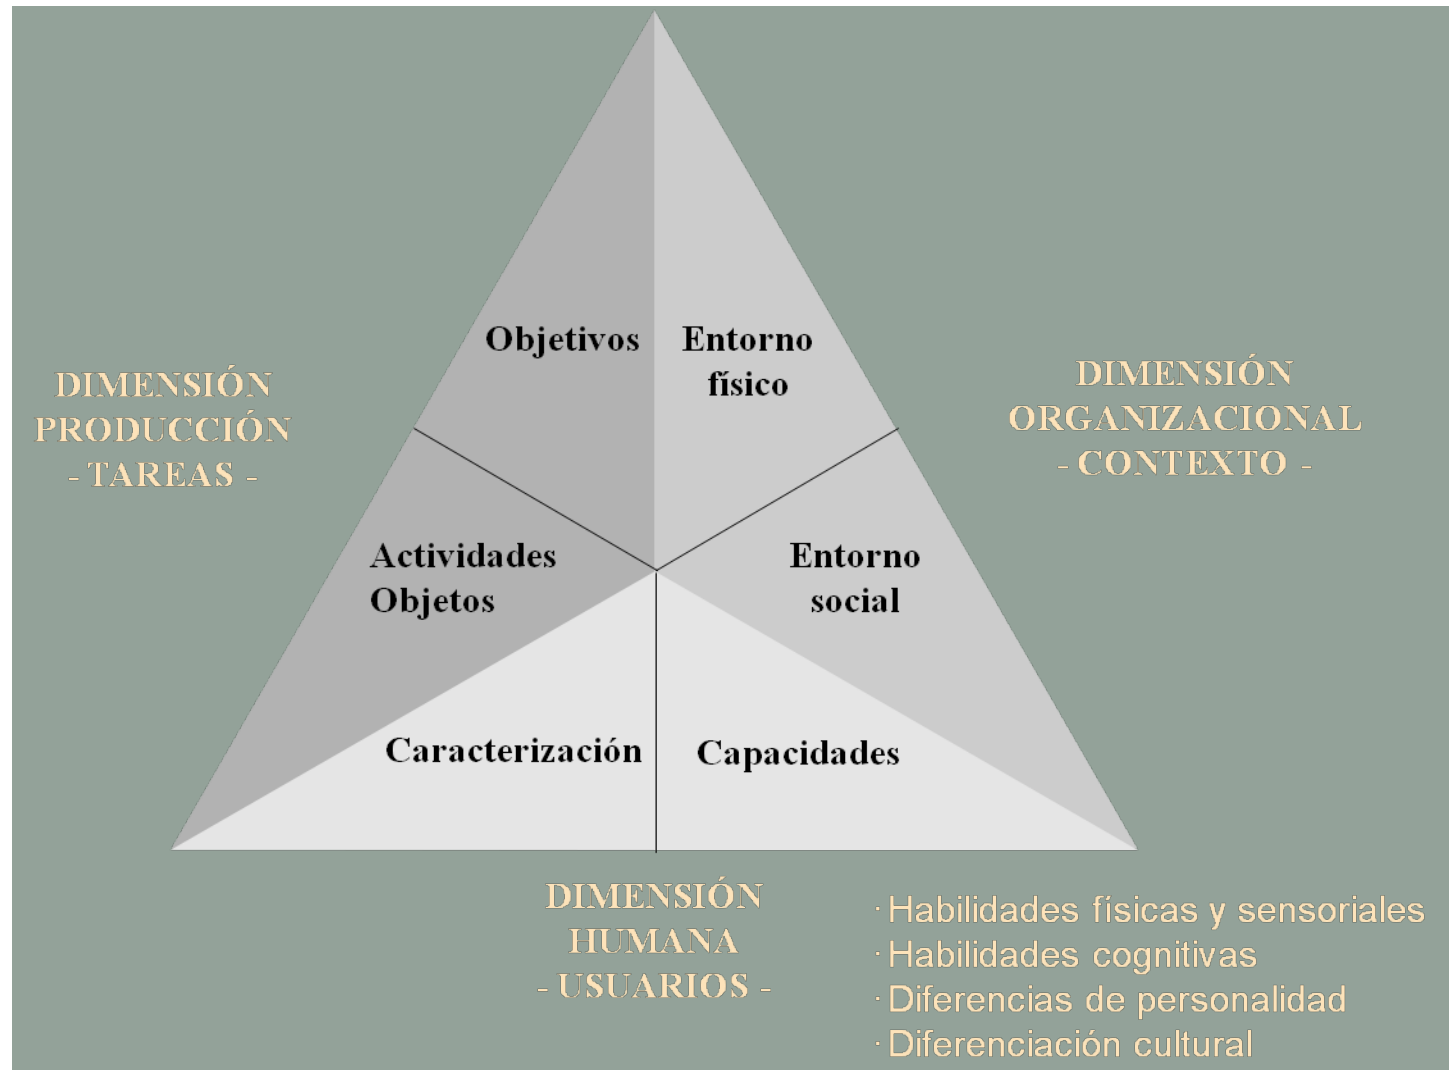 Objetivos
Entorno
físico
DIMENSIÓN
PRODUCCIÓN
- TAREAS -
DIMENSIÓN
ORGANIZACIONAL
- CONTEXTO -
Actividades
Objetos
Entorno
social
Caracterización
Capacidades
DIMENSIÓN
HUMANA
- USUARIOS -
· Habilidades físicas y sensoriales
· Habilidades cognitivas
· Diferencias de personalidad
· Diferenciación cultural